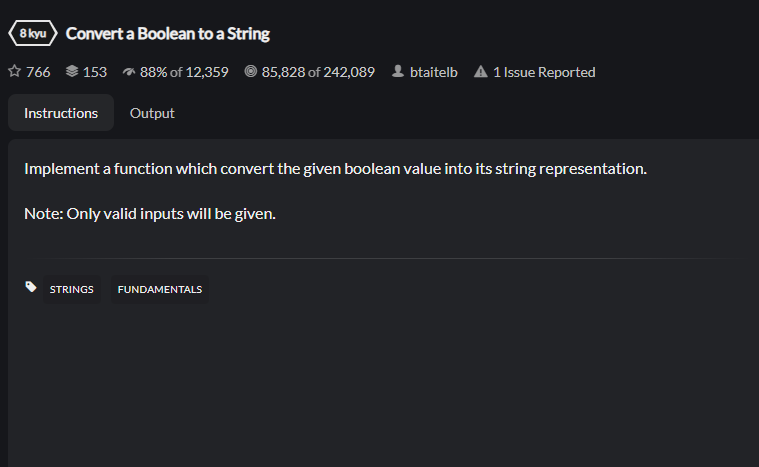 8 kyu Convert a Boolean to a String
766 153 88% of 12,359 85,828 of 242,089 btaitelb 1 Issue Reported
Instructions Output
Implement a function which convert the given boolean value into its string representation.
Note: Only valid inputs will be given.
STRINGS FUNDAMENTALS